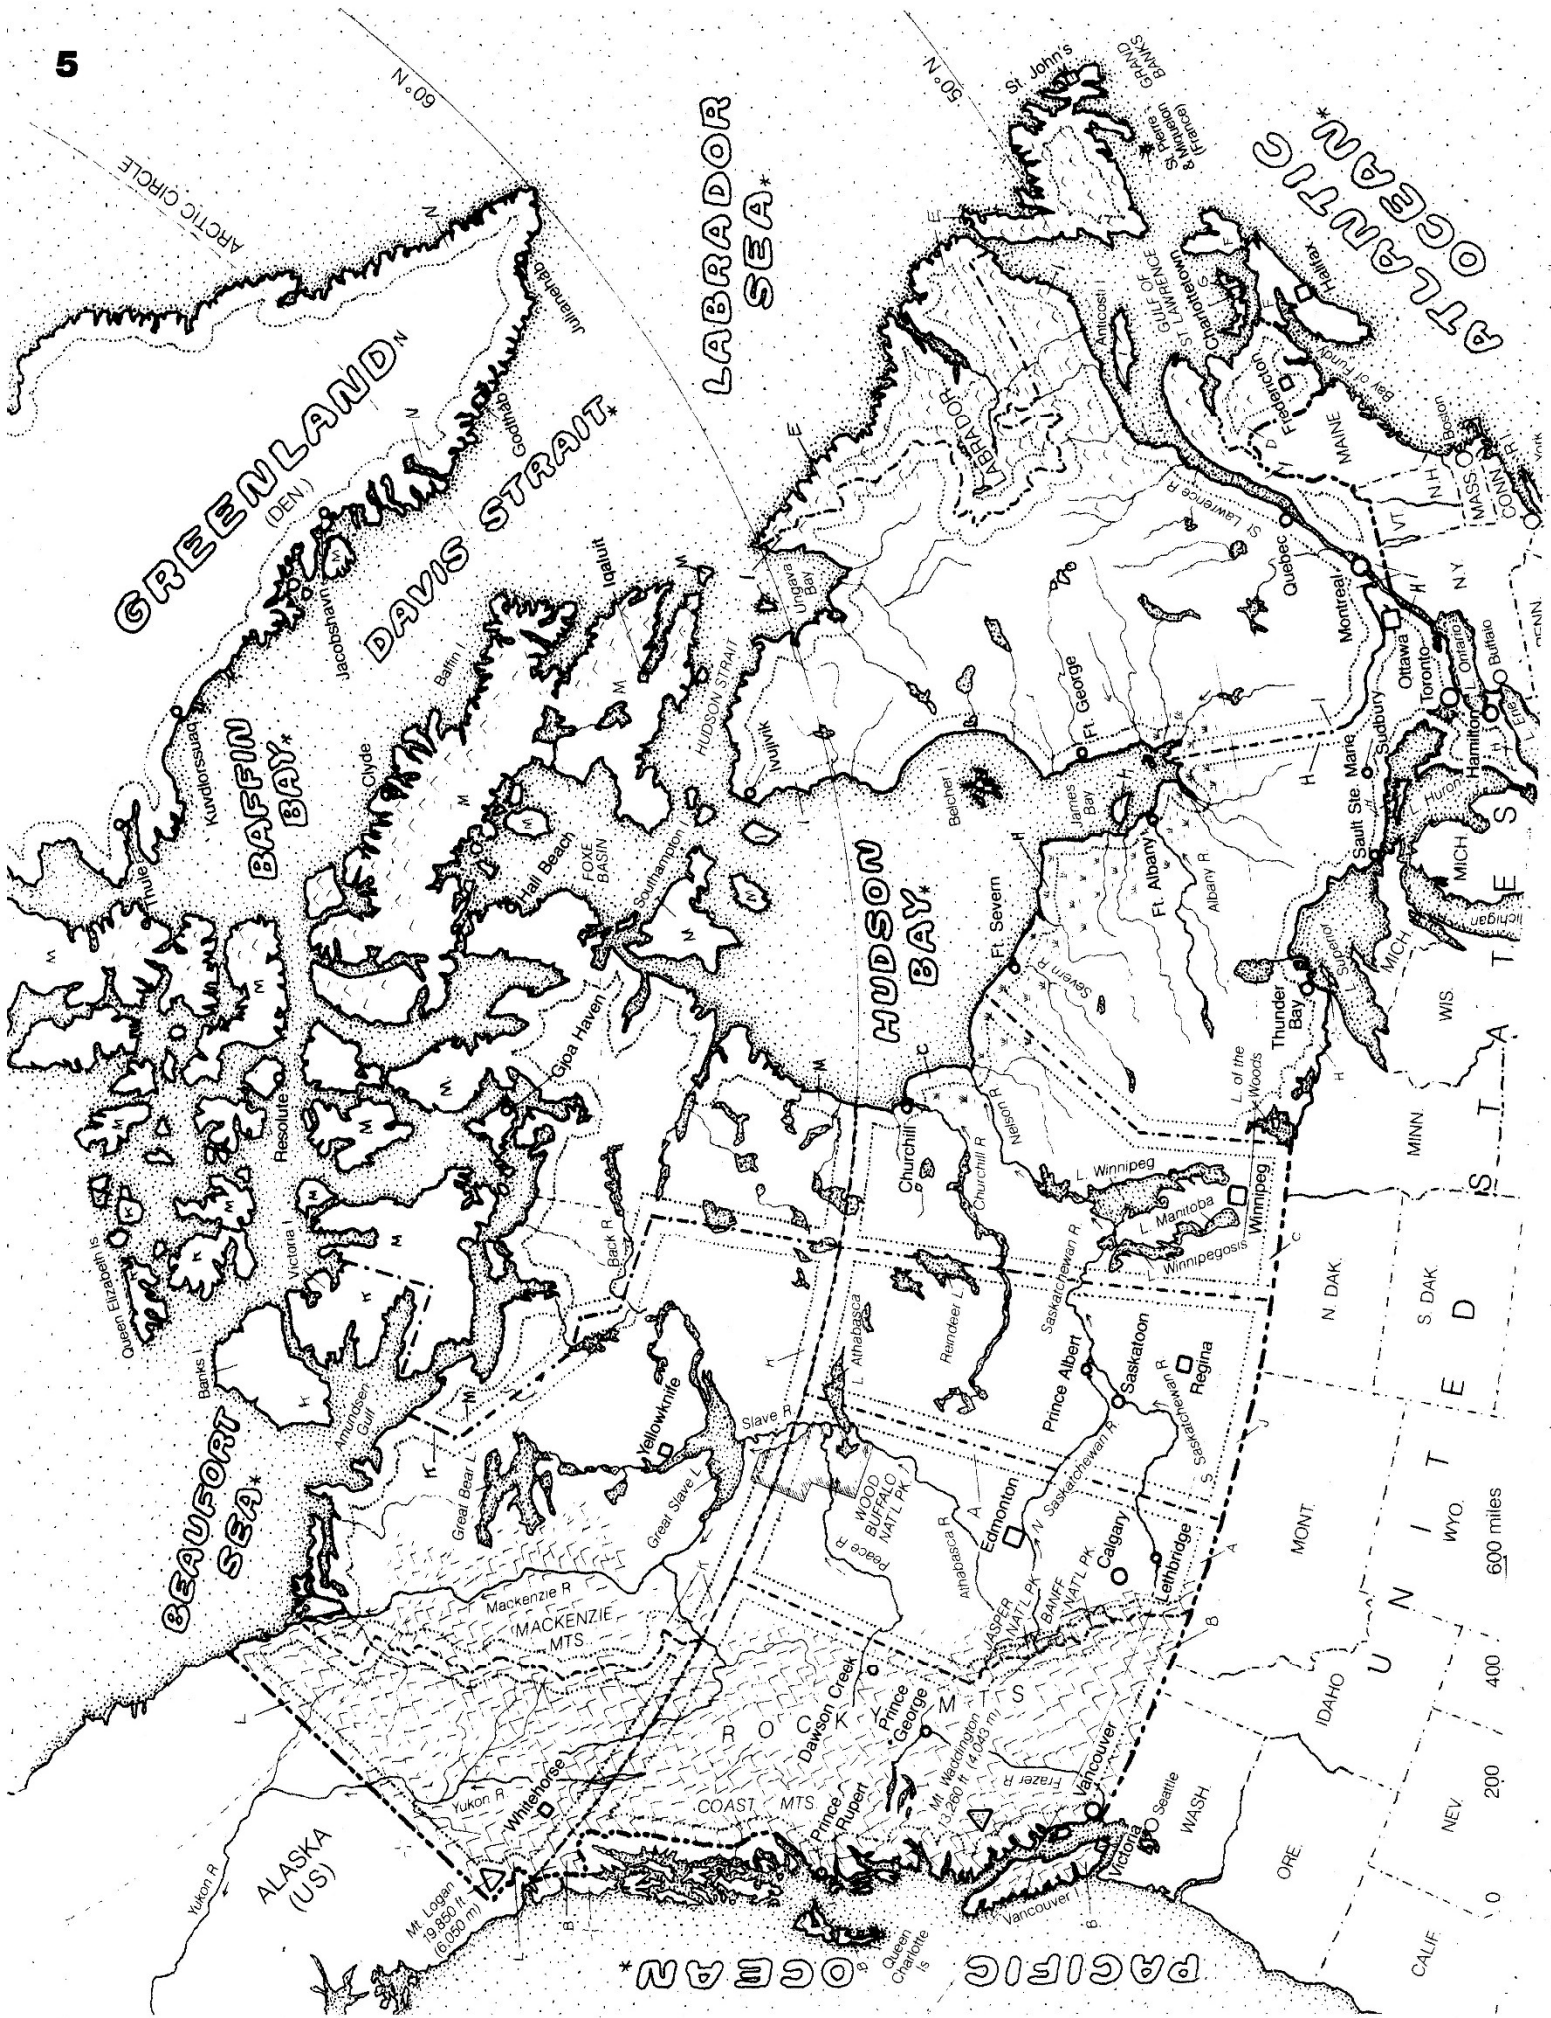 5
ARCTIC CIRCLE
60° N
50° N
GREENLAND
(DEN.)
N
N
N
Julianehab
Godthab
Jacobshavn
Kuvdlorssuaq
Thule
LABRADOR
SEA*
DAVIS
STRAIT*
BAFFIN
BAY*
HUDSON
BAY*
BEAUFORT
SEA*
ATLANTIC
OCEAN*
PACIFIC
OCEAN*
GRAND
BANKS
St. John's
St. Pierre
& Miquelon
(France)
GULF OF
ST LAWRENCE
Anticosti I
Charlottetown
Halifax
Fredericton
Bay of Fundy
LABRADOR
St Lawrence R
Quebec
Montreal
Ottawa
Toronto
Hamilton
L. Ontario
Buffalo
Erie
Huron
Sudbury
Sault Ste. Marie
L. Superior
Thunder
Bay
L. of the
Woods
Baffin I
Iqaluit
Clyde
Hall Beach
FOXE
BASIN
Southampton I
HUDSON STRAIT
Ivujivik
Ungava
Bay
Belcher I
James
Bay
Ft. George
Ft. Albany
Albany R
Ft. Severn
Severn R
Churchill
Churchill R
Nelson R
L. Winnipeg
L. Manitoba
L. Winnipegosis
Winnipeg
Resolute
Gjoa Haven
Queen Elizabeth Is
Victoria I
Banks I
Amundsen
Gulf
Back R
Great Bear L
Yellowknife
Great Slave L
Slave R
L. Athabasca
Reindeer L
Saskatchewan R
Prince Albert
Saskatoon
Regina
S. Saskatchewan R
N Saskatchewan R
WOOD
BUFFALO
NAT'L PK
Peace R
Athabasca R
Edmonton
Calgary
Lethbridge
JASPER
NAT'L PK
BANFF
NAT'L PK
Mackenzie R
MACKENZIE
MTS
ROCKY MTS
COAST MTS
Dawson Creek
Prince
George
Prince
Rupert
Mt Waddington
13,260 ft (4,043 m)
Frazer R
Vancouver
Victoria
Vancouver I
Queen
Charlotte
Is
Whitehorse
Yukon R
Yukon R
Mt. Logan
19,850 ft
(6,050 m)
ALASKA
(US)
Seattle
WASH.
ORE.
CALIF
NEV.
IDAHO
MONT.
WYO.
N DAK.
S DAK
MINN.
WIS.
MICH
MICH
N.Y.
VT.
N.H.
MAINE
MASS
CONN.
R I
Boston
UNITED STATES
0 200 400 600 miles